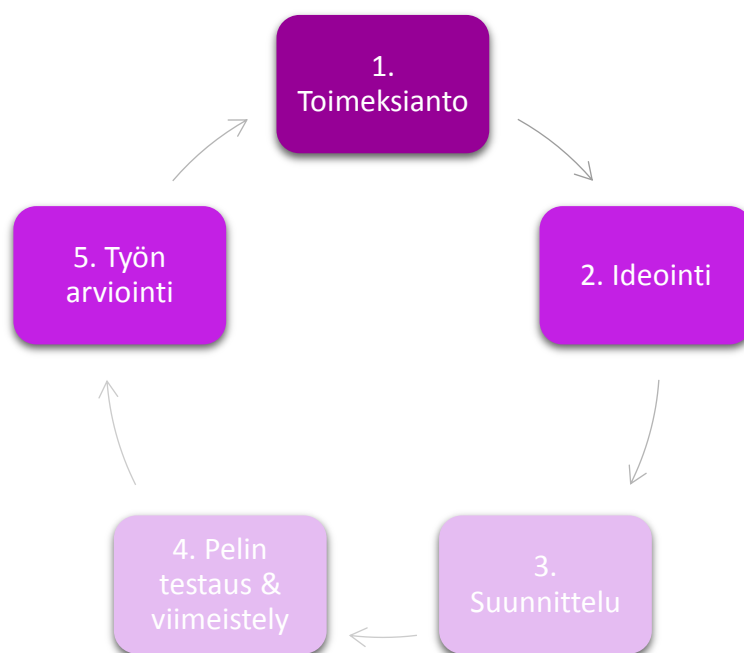 1.
Toimeksianto
2. Ideointi
3.
Suunnittelu
4. Pelin
testaus &
viimeistely
5. Työn
arviointi